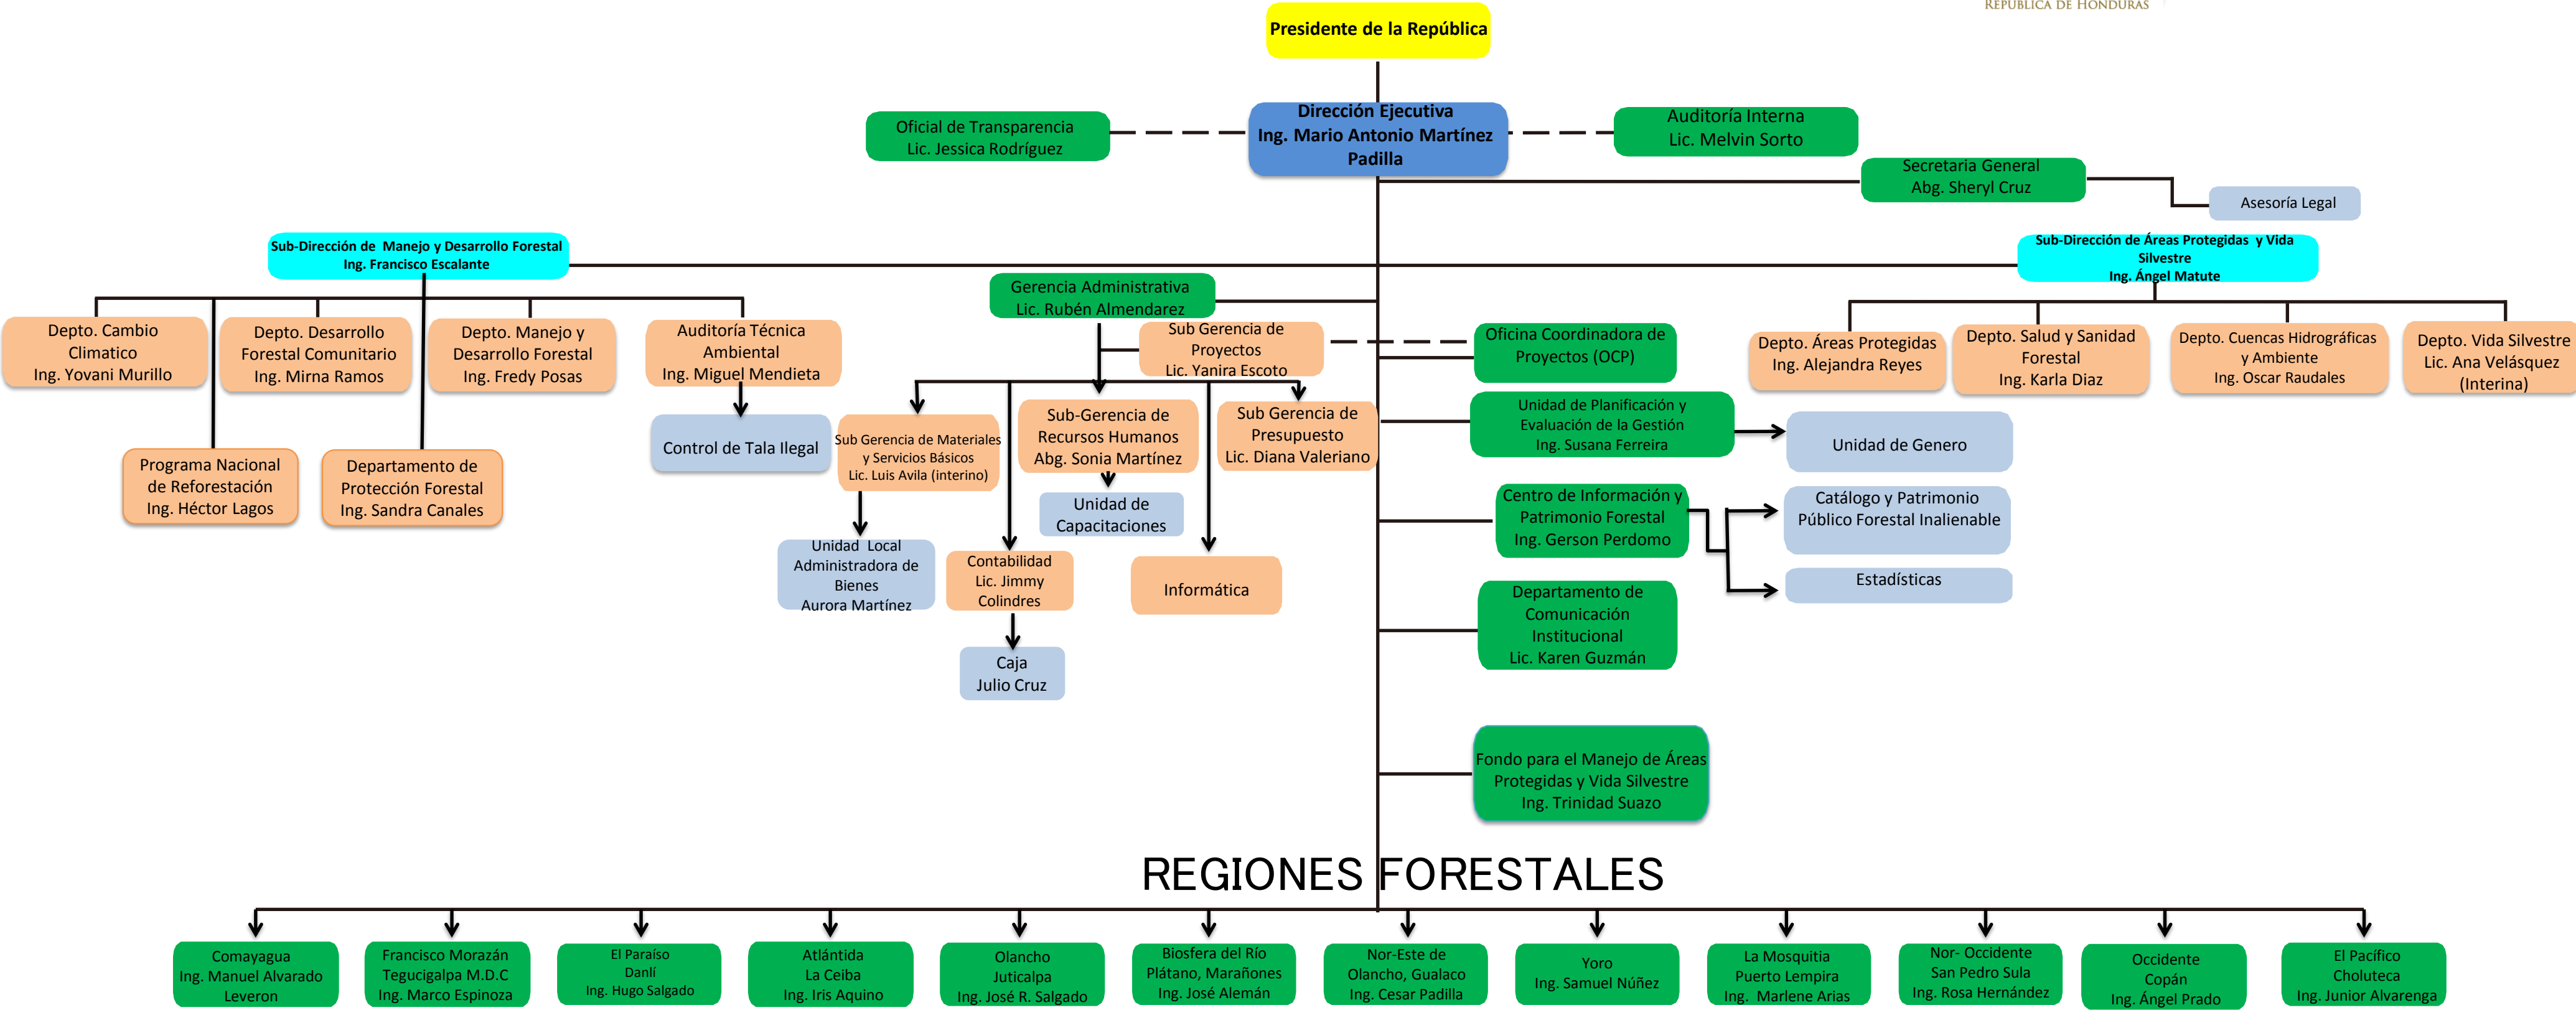 REPÚBLICA DE HONDURAS
Presidente de la República
Dirección Ejecutiva
Ing. Mario Antonio Martínez
Padilla
Oficial de Transparencia
Lic. Jessica Rodríguez
Auditoría Interna
Lic. Melvin Sorto
Secretaria General
Abg. Sheryl Cruz
Asesoría Legal
Sub-Dirección de Manejo y Desarrollo Forestal
Ing. Francisco Escalante
Sub-Dirección de Áreas Protegidas y Vida
Silvestre
Ing. Ángel Matute
Gerencia Administrativa
Lic. Rubén Almendarez
Depto. Cambio
Climatico
Ing. Yovani Murillo
Depto. Desarrollo
Forestal Comunitario
Ing. Mirna Ramos
Depto. Manejo y
Desarrollo Forestal
Ing. Fredy Posas
Auditoría Técnica
Ambiental
Ing. Miguel Mendieta
Sub Gerencia de
Proyectos
Lic. Yanira Escoto
Oficina Coordinadora de
Proyectos (OCP)
Depto. Áreas Protegidas
Ing. Alejandra Reyes
Depto. Salud y Sanidad
Forestal
Ing. Karla Diaz
Depto. Cuencas Hidrográficas
y Ambiente
Ing. Oscar Raudales
Depto. Vida Silvestre
Lic. Ana Velásquez
(Interina)
Programa Nacional
de Reforestación
Ing. Héctor Lagos
Departamento de
Protección Forestal
Ing. Sandra Canales
Control de Tala Ilegal
Sub Gerencia de Materiales
y Servicios Básicos
Lic. Luis Avila (interino)
Sub-Gerencia de
Recursos Humanos
Abg. Sonia Martínez
Sub Gerencia de
Presupuesto
Lic. Diana Valeriano
Unidad de Planificación y
Evaluación de la Gestión
Ing. Susana Ferreira
Unidad de Genero
Unidad de
Capacitaciones
Centro de Información y
Patrimonio Forestal
Ing. Gerson Perdomo
Catálogo y Patrimonio
Público Forestal Inalienable
Estadísticas
Unidad Local
Administradora de
Bienes
Aurora Martínez
Contabilidad
Lic. Jimmy
Colindres
Informática
Departamento de
Comunicación
Institucional
Lic. Karen Guzmán
Caja
Julio Cruz
Fondo para el Manejo de Áreas
Protegidas y Vida Silvestre
Ing. Trinidad Suazo
REGIONES FORESTALES
Comayagua
Ing. Manuel Alvarado
Leveron
Francisco Morazán
Tegucigalpa M.D.C
Ing. Marco Espinoza
El Paraíso
Danlí
Ing. Hugo Salgado
Atlántida
La Ceiba
Ing. Iris Aquino
Olancho
Juticalpa
Ing. José R. Salgado
Biosfera del Río
Plátano, Marañones
Ing. José Alemán
Nor-Este de
Olancho, Gualaco
Ing. Cesar Padilla
Yoro
Ing. Samuel Núñez
La Mosquitia
Puerto Lempira
Ing. Marlene Arias
Nor- Occidente
San Pedro Sula
Ing. Rosa Hernández
Occidente
Copán
Ing. Ángel Prado
El Pacífico
Choluteca
Ing. Junior Alvarenga